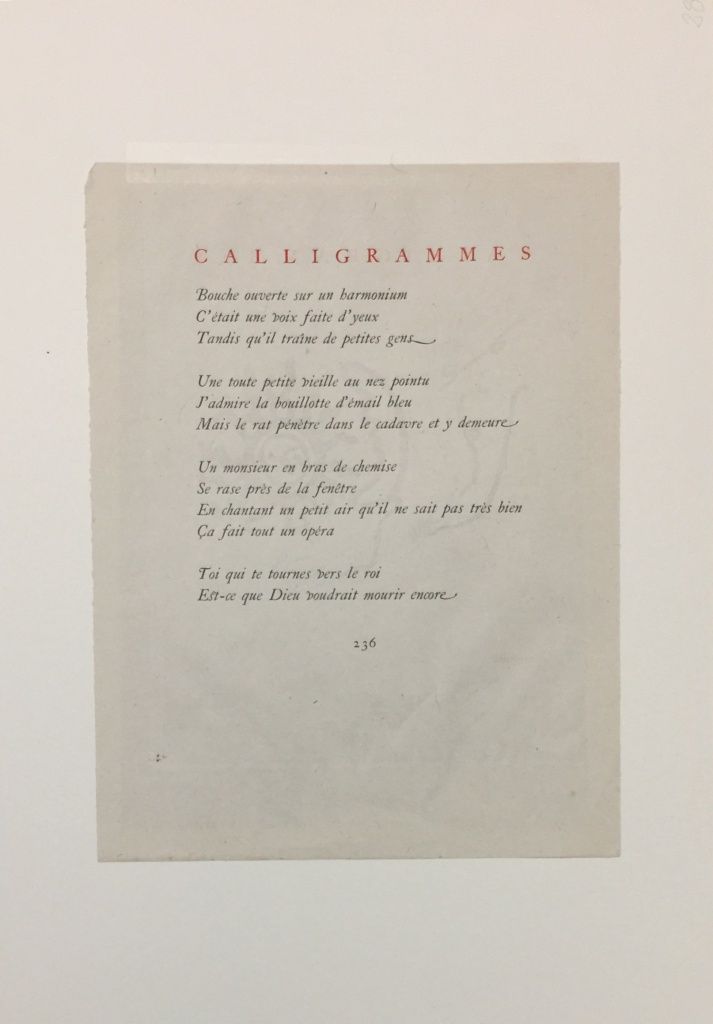 28
CALLIGRAMMES
Bouche ouverte sur un harmonium
C'était une voix faite d'yeux
Tandis qu'il traîne de petites gens
Une toute petite vieille au nez pointu
J'admire la bouillotte d'émail bleu
Mais le rat pénètre dans le cadavre et y demeure
Un monsieur en bras de chemise
Se rase près de la fenêtre
En chantant un petit air qu'il ne sait pas très bien
Ça fait tout un opéra
Toi qui te tournes vers le roi
Est-ce que Dieu voudrait mourir encore
236